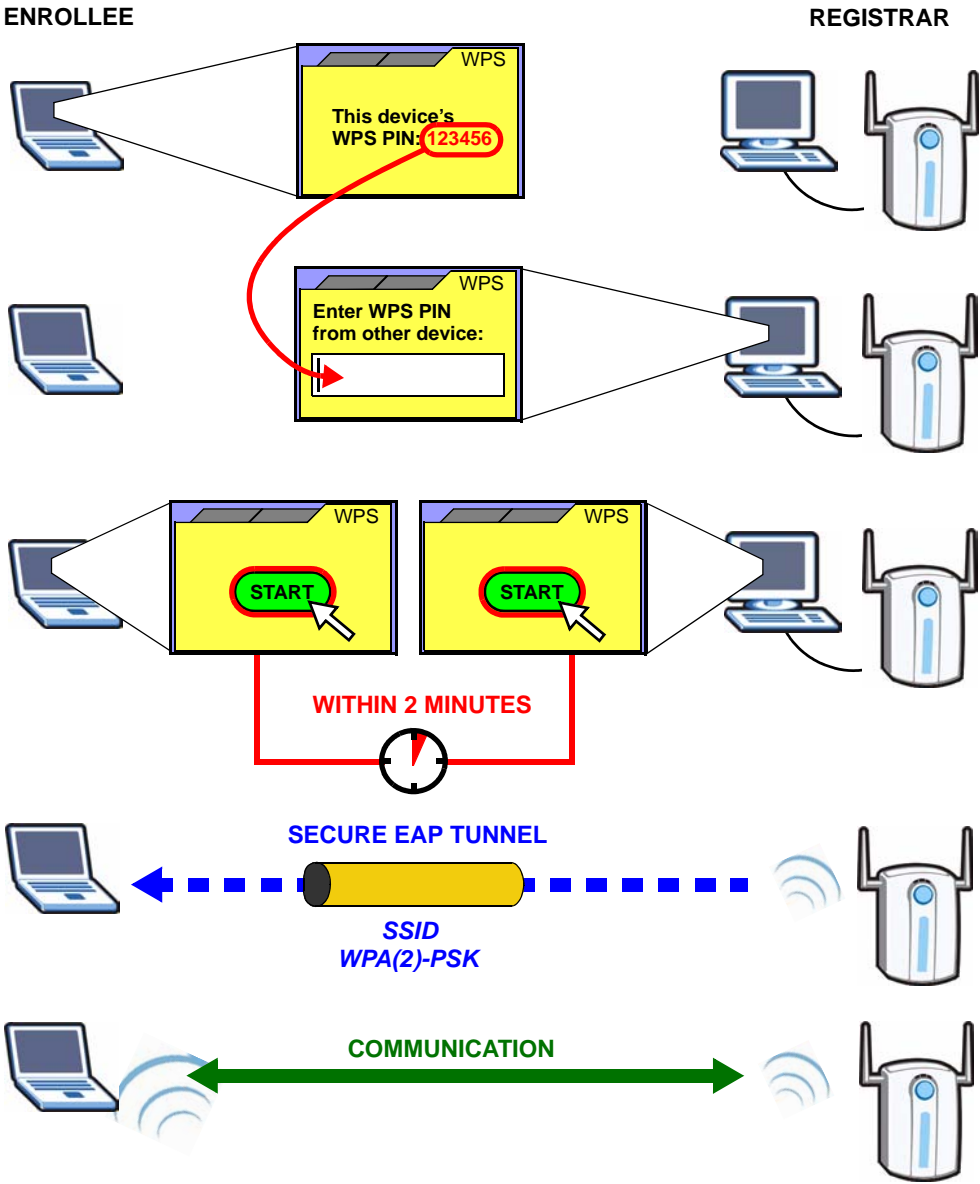 ENROLLEE
REGISTRAR
WPS
This device's
WPS PIN: 123456
WPS
Enter WPS PIN
from other device:
WPS
WPS
START
START
WITHIN 2 MINUTES
SECURE EAP TUNNEL
SSID
WPA(2)-PSK
COMMUNICATION